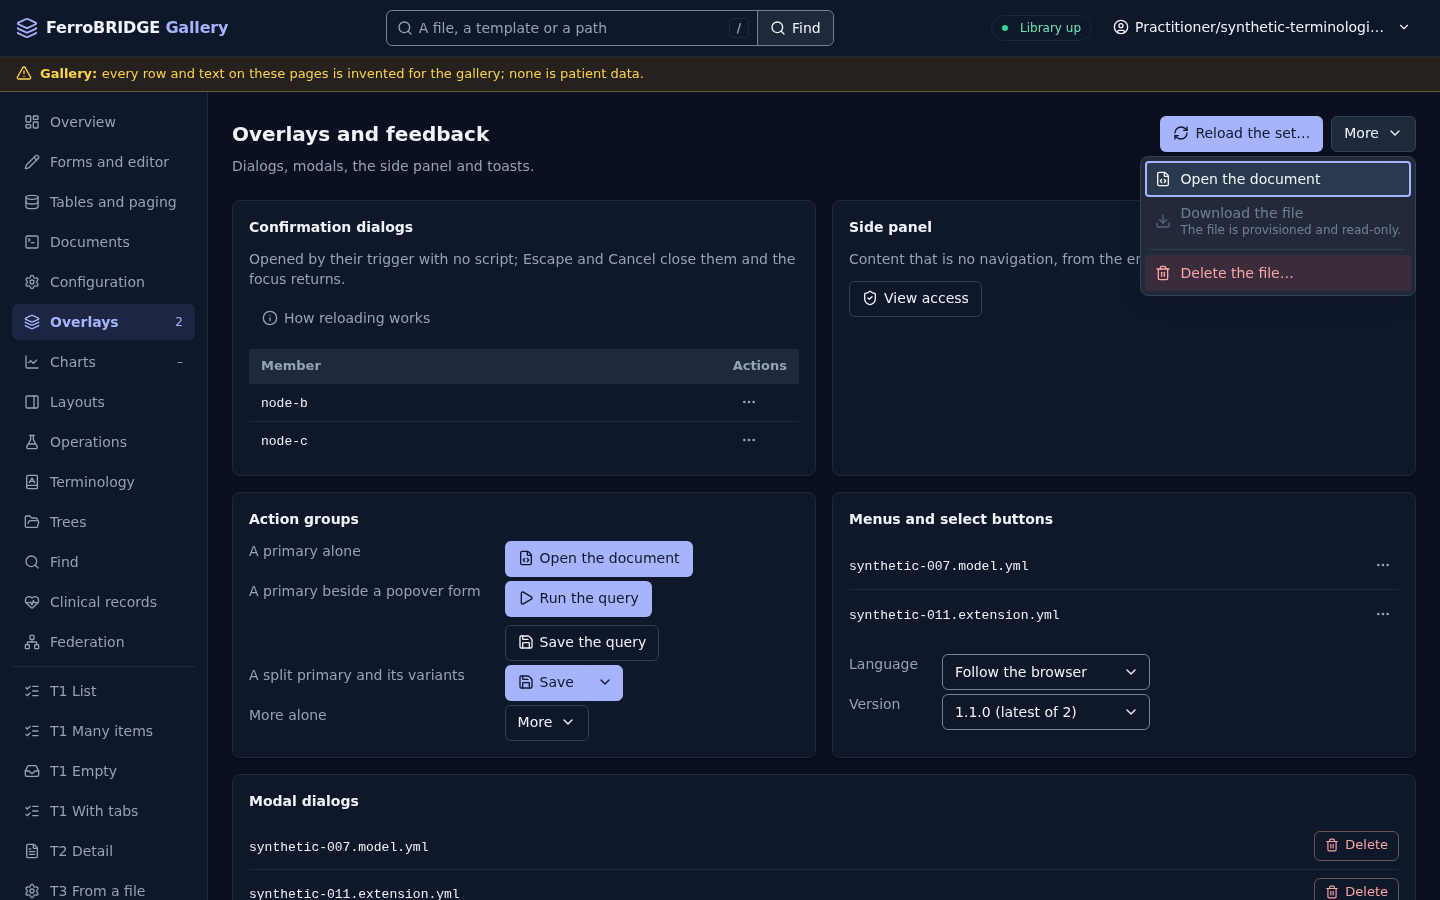 FerroBRIDGE Gallery
A file, a template or a path
/
Find
Library up
Practitioner/synthetic-terminologi…
Gallery: every row and text on these pages is invented for the gallery; none is patient data.
Overview
Forms and editor
Tables and paging
Documents
Configuration
Overlays 2
Charts –
Layouts
Operations
Terminology
Trees
Find
Clinical records
Federation
T1 List
T1 Many items
T1 Empty
T1 With tabs
T2 Detail
T3 From a file
Overlays and feedback
Dialogs, modals, the side panel and toasts.
Reload the set…
More
Open the document
Download the file
The file is provisioned and read-only.
Delete the file…
Confirmation dialogs
Opened by their trigger with no script; Escape and Cancel close them and the
focus returns.
How reloading works
Member Actions
node-b
node-c
Side panel
Content that is no navigation, from the
View access
Action groups
A primary alone
Open the document
A primary beside a popover form
Run the query
Save the query
A split primary and its variants
Save
More alone
More
Menus and select buttons
synthetic-007.model.yml
synthetic-011.extension.yml
Language
Follow the browser
Version
1.1.0 (latest of 2)
Modal dialogs
synthetic-007.model.yml
Delete
synthetic-011.extension.yml
Delete